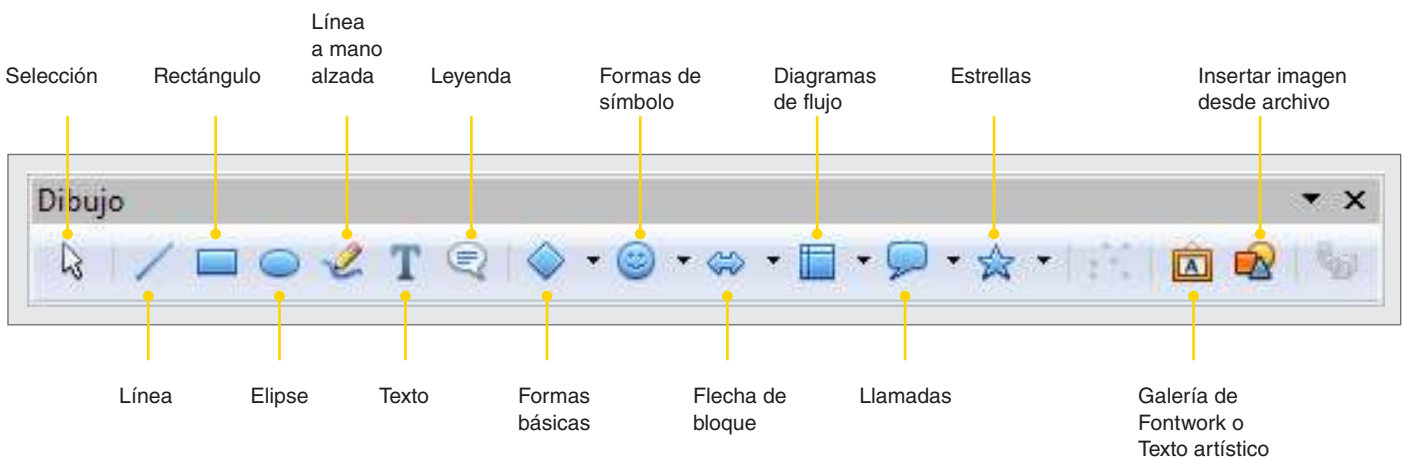 Línea
a mano
alzada
Selección
Rectángulo
Leyenda
Formas de
símbolo
Diagramas
de flujo
Estrellas
Insertar imagen
desde archivo
Dibujo
T
A
Línea
Elipse
Texto
Formas
básicas
Flecha de
bloque
Llamadas
Galería de
Fontwork o
Texto artístico